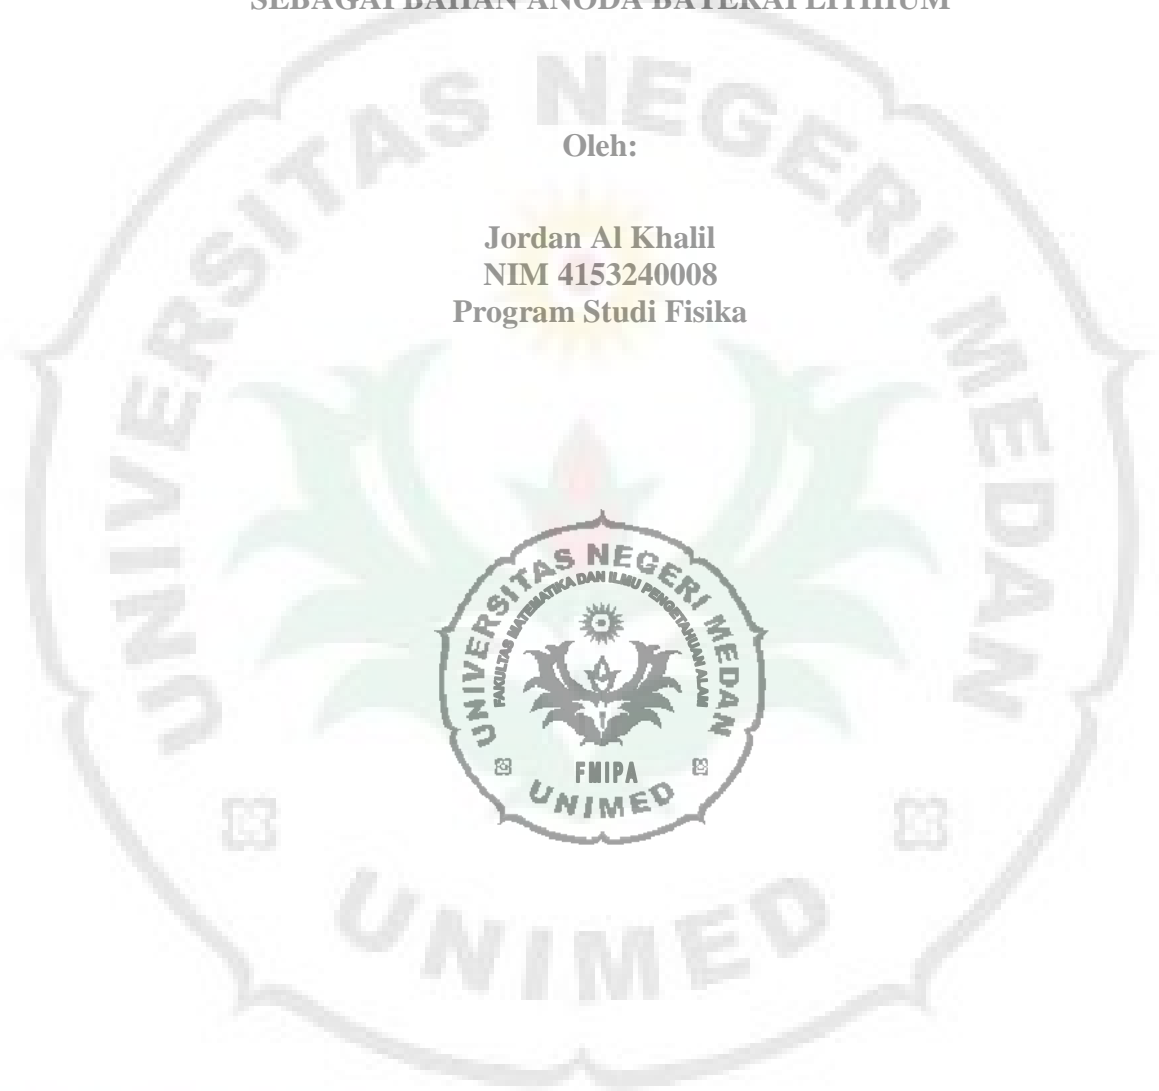 SEBAGAI BAHAN ANODA BATERAI LITHIUM
Oleh:
Jordan Al Khalil
NIM 4153240008
Program Studi Fisika
UNIVERSITAS NEGERI MEDAN
FAKULTAS MATEMATIKA DAN ILMU PENGETAHUAN ALAM
FMIPA
UNIMED
UNIVERSITAS NEGERI MEDAN
UNIMED